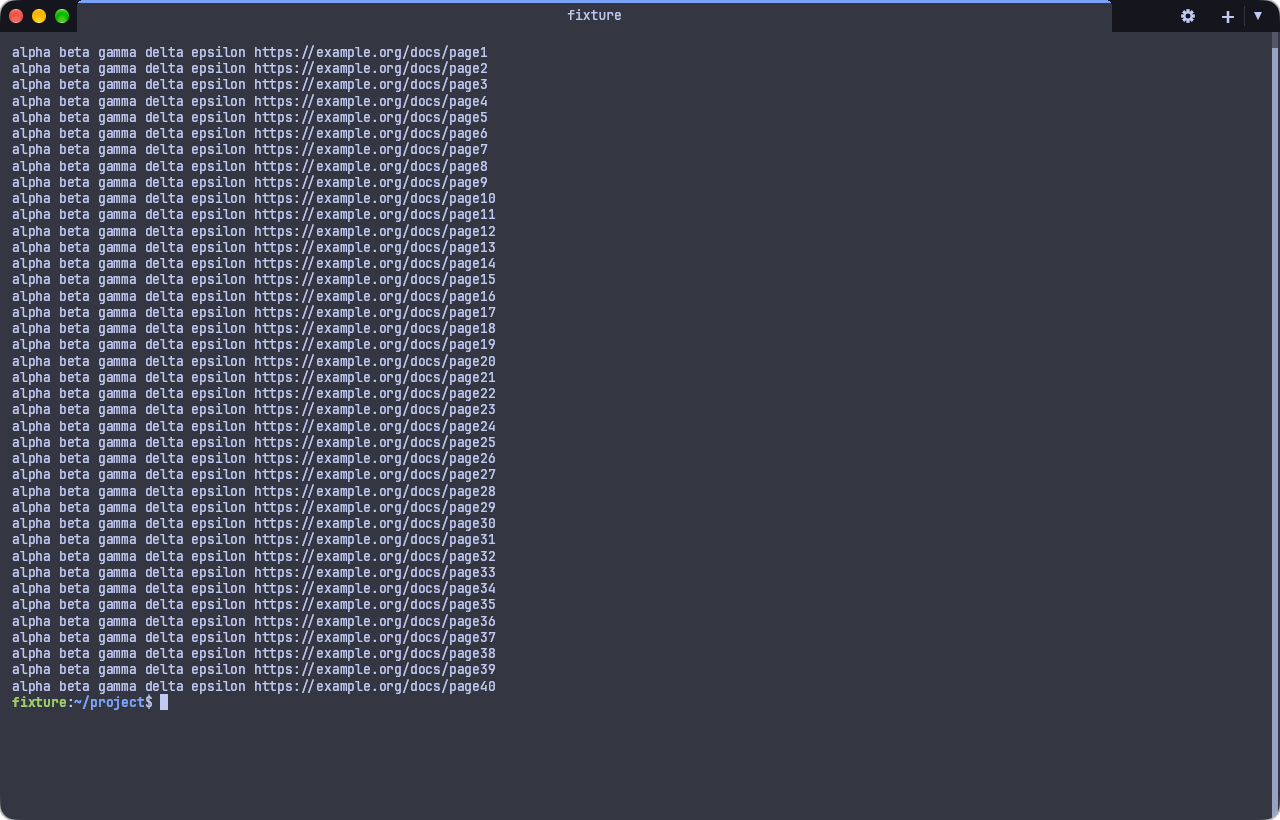 fixture
alpha beta gamma delta epsilon https://example.org/docs/page1
alpha beta gamma delta epsilon https://example.org/docs/page2
alpha beta gamma delta epsilon https://example.org/docs/page3
alpha beta gamma delta epsilon https://example.org/docs/page4
alpha beta gamma delta epsilon https://example.org/docs/page5
alpha beta gamma delta epsilon https://example.org/docs/page6
alpha beta gamma delta epsilon https://example.org/docs/page7
alpha beta gamma delta epsilon https://example.org/docs/page8
alpha beta gamma delta epsilon https://example.org/docs/page9
alpha beta gamma delta epsilon https://example.org/docs/page10
alpha beta gamma delta epsilon https://example.org/docs/page11
alpha beta gamma delta epsilon https://example.org/docs/page12
alpha beta gamma delta epsilon https://example.org/docs/page13
alpha beta gamma delta epsilon https://example.org/docs/page14
alpha beta gamma delta epsilon https://example.org/docs/page15
alpha beta gamma delta epsilon https://example.org/docs/page16
alpha beta gamma delta epsilon https://example.org/docs/page17
alpha beta gamma delta epsilon https://example.org/docs/page18
alpha beta gamma delta epsilon https://example.org/docs/page19
alpha beta gamma delta epsilon https://example.org/docs/page20
alpha beta gamma delta epsilon https://example.org/docs/page21
alpha beta gamma delta epsilon https://example.org/docs/page22
alpha beta gamma delta epsilon https://example.org/docs/page23
alpha beta gamma delta epsilon https://example.org/docs/page24
alpha beta gamma delta epsilon https://example.org/docs/page25
alpha beta gamma delta epsilon https://example.org/docs/page26
alpha beta gamma delta epsilon https://example.org/docs/page27
alpha beta gamma delta epsilon https://example.org/docs/page28
alpha beta gamma delta epsilon https://example.org/docs/page29
alpha beta gamma delta epsilon https://example.org/docs/page30
alpha beta gamma delta epsilon https://example.org/docs/page31
alpha beta gamma delta epsilon https://example.org/docs/page32
alpha beta gamma delta epsilon https://example.org/docs/page33
alpha beta gamma delta epsilon https://example.org/docs/page34
alpha beta gamma delta epsilon https://example.org/docs/page35
alpha beta gamma delta epsilon https://example.org/docs/page36
alpha beta gamma delta epsilon https://example.org/docs/page37
alpha beta gamma delta epsilon https://example.org/docs/page38
alpha beta gamma delta epsilon https://example.org/docs/page39
alpha beta gamma delta epsilon https://example.org/docs/page40
fixture:~/project$